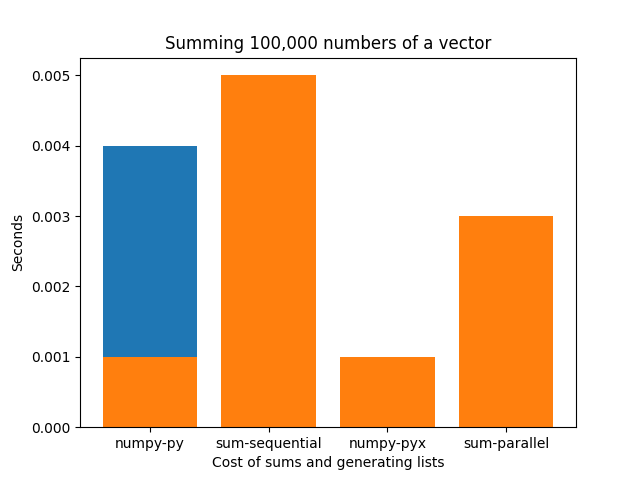 Summing 100,000 numbers of a vector
0.005
0.004
0.003
0.002
0.001
0.000
Seconds
numpy-py sum-sequential numpy-pyx sum-parallel
Cost of sums and generating lists